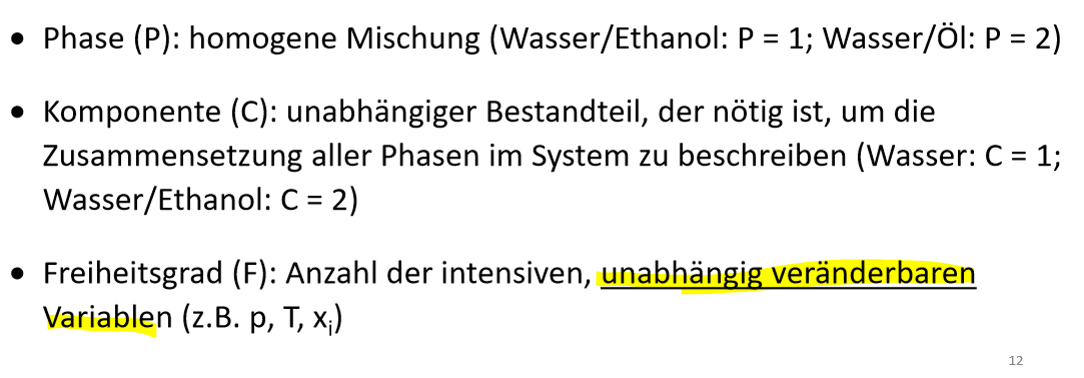 • Phase (P): homogene Mischung (Wasser/Ethanol: P = 1; Wasser/Öl: P = 2)
• Komponente (C): unabhängiger Bestandteil, der nötig ist, um die
Zusammensetzung aller Phasen im System zu beschreiben (Wasser: C = 1;
Wasser/Ethanol: C = 2)
• Freiheitsgrad (F): Anzahl der intensiven, unabhängig veränderbaren
Variablen (z.B. p, T, xᵢ)
12